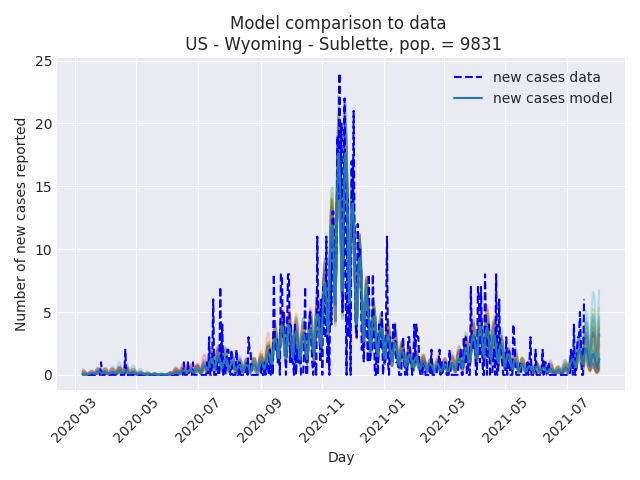 Model comparison to data
US - Wyoming - Sublette, pop. = 9831
25
20
15
10
5
0
Number of new cases reported
new cases data
new cases model
2020-03
2020-05
2020-07
2020-09
2020-11
2021-01
2021-03
2021-05
2021-07
Day